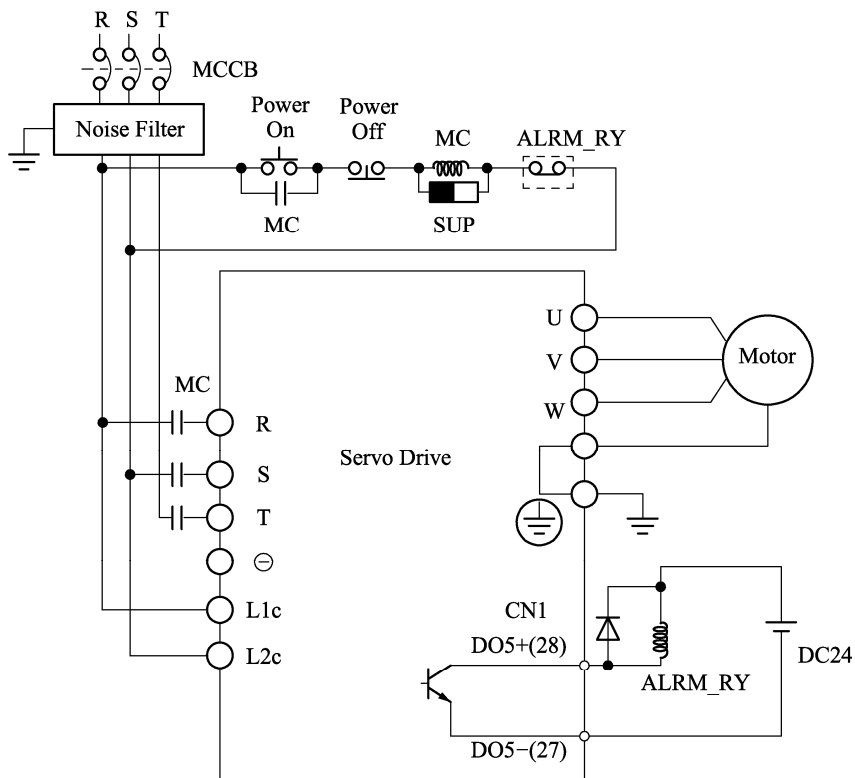 R S T
MCCB
Noise Filter
Power
On
Power
Off
MC
ALRM_RY
MC
SUP
U
V
W
Motor
MC
R
S
T
Servo Drive
L1c
L2c
CN1
DO5+(28)
ALRM_RY
DC24
DO5−(27)